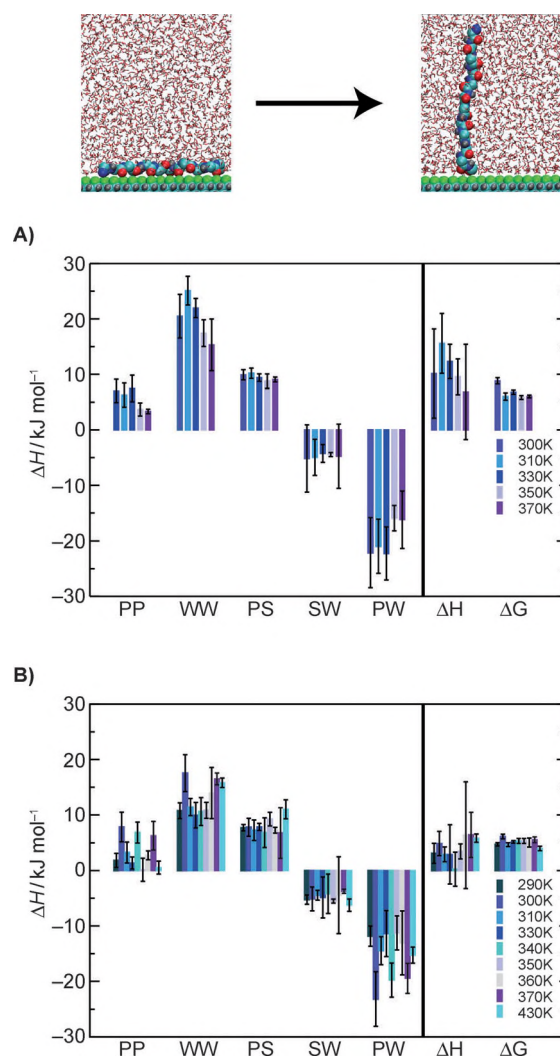 A)
30
20
10
0
−10
−20
−30
ΔH / kJ mol⁻¹
PP WW PS SW PW ΔH ΔG
300K
310K
330K
350K
370K
B)
30
20
10
0
−10
−20
−30
ΔH / kJ mol⁻¹
PP WW PS SW PW ΔH ΔG
290K
300K
310K
330K
340K
350K
360K
370K
430K